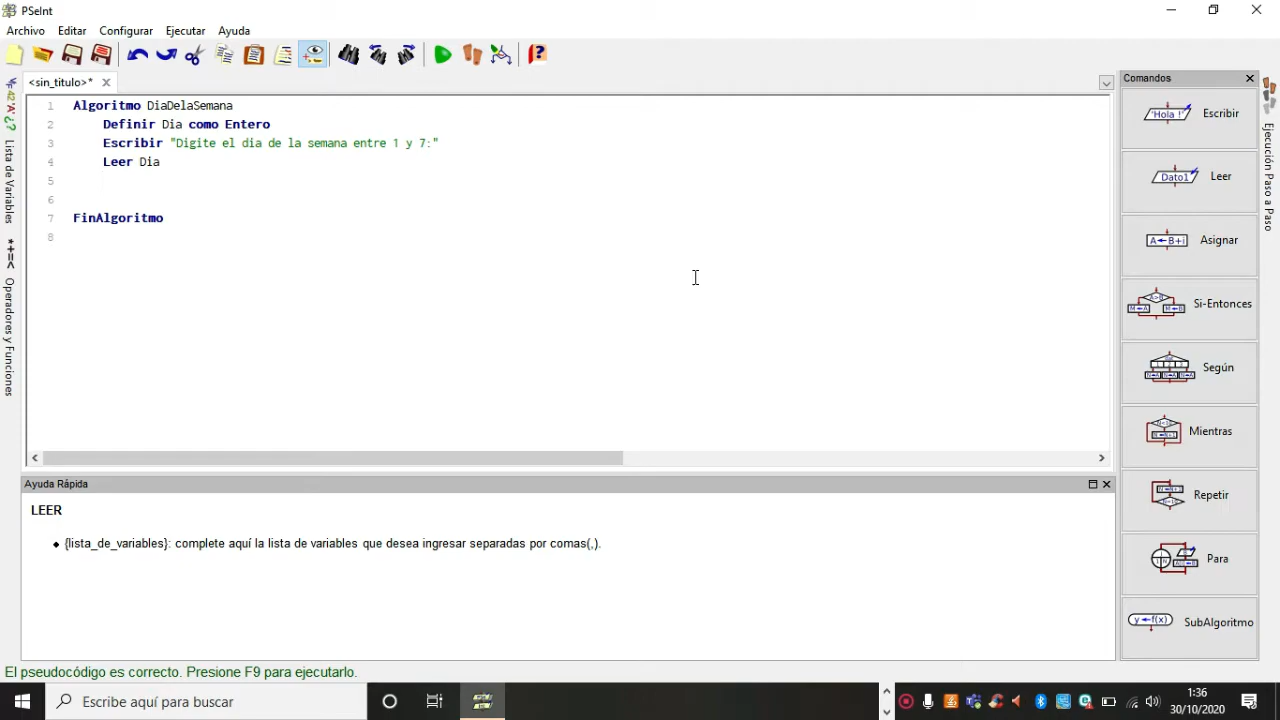 PSeInt
Archivo Editar Configurar Ejecutar Ayuda
<sin_titulo>*
Comandos
1 Algoritmo DiaDelaSemana
2 Definir Dia como Entero
3 Escribir "Digite el dia de la semana entre 1 y 7:"
4 Leer Dia
5
6
7 FinAlgoritmo
8
Lista de Variables
*+=< Operadores y Funciones
'Hola !' Escribir
Dato1 Leer
A←B+i Asignar
Si-Entonces
Según
Mientras
Repetir
Para
y←f(x) SubAlgoritmo
Ejecución Paso a Paso
Ayuda Rápida
LEER
{lista_de_variables}: complete aquí la lista de variables que desea ingresar separadas por comas(,).
El pseudocódigo es correcto. Presione F9 para ejecutarlo.
Escribe aquí para buscar
1:36
30/10/2020